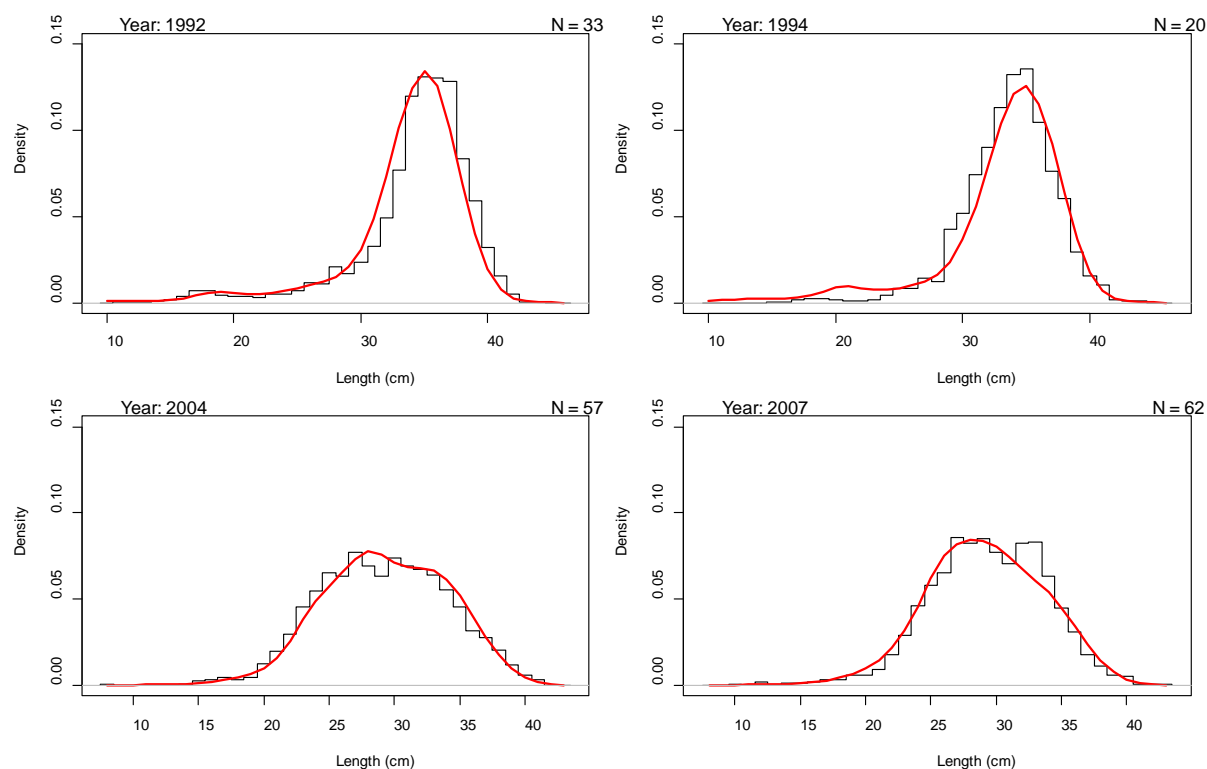 Year: 1992 N = 33
Density
0.00 0.05 0.10 0.15
10 20 30 40
Length (cm)
Year: 1994 N = 20
Density
0.00 0.05 0.10 0.15
10 20 30 40
Length (cm)
Year: 2004 N = 57
Density
0.00 0.05 0.10 0.15
10 15 20 25 30 35 40
Length (cm)
Year: 2007 N = 62
Density
0.00 0.05 0.10 0.15
10 15 20 25 30 35 40
Length (cm)